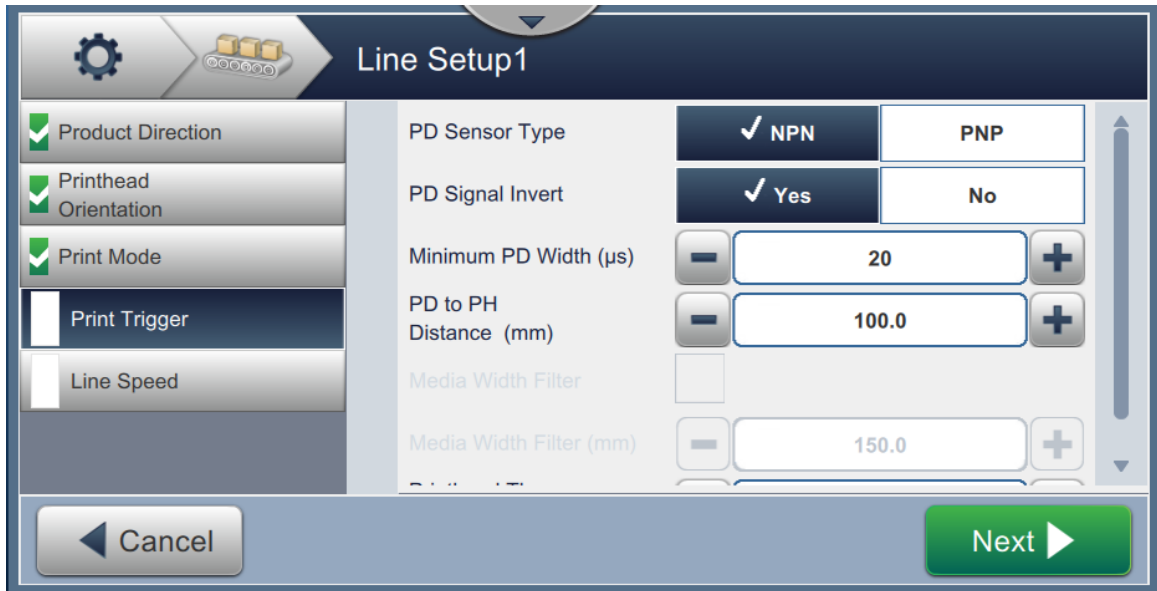 Line Setup1
Product Direction
Printhead
Orientation
Print Mode
Print Trigger
Line Speed
PD Sensor Type
NPN
PNP
PD Signal Invert
Yes
No
Minimum PD Width (µs)
20
PD to PH
Distance (mm)
100.0
Media Width Filter
Media Width Filter (mm)
150.0
Cancel
Next